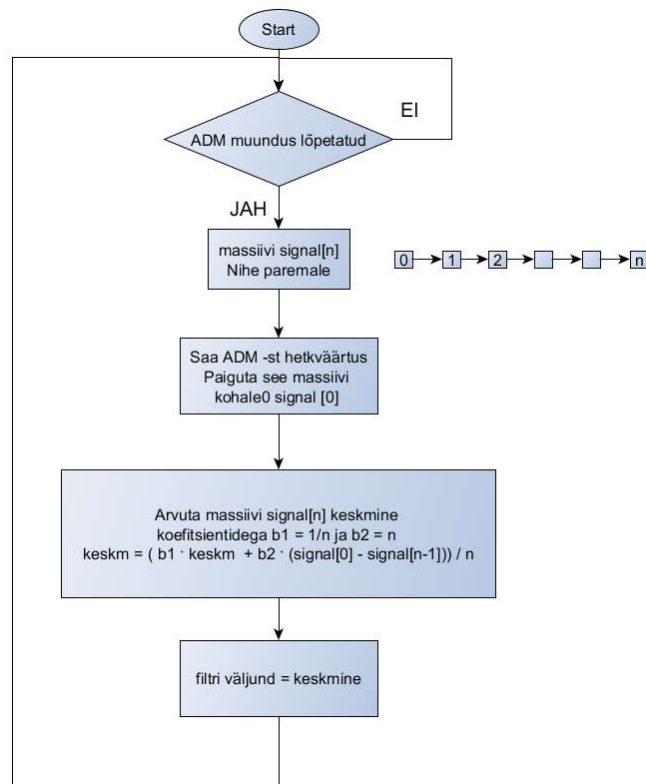 Start
EI
ADM muundus lõpetatud
JAH
massiivi signal[n]
Nihe paremale
0 1 2 n
Saa ADM -st hetkväärtus
Paiguta see massiivi
kohale0 signal [0]
Arvuta massiivi signal[n] keskmine
koefitsientidega b1 = 1/n ja b2 = n
keskm = ( b1 · keskm + b2 · (signal[0] - signal[n-1])) / n
filtri väljund = keskmine